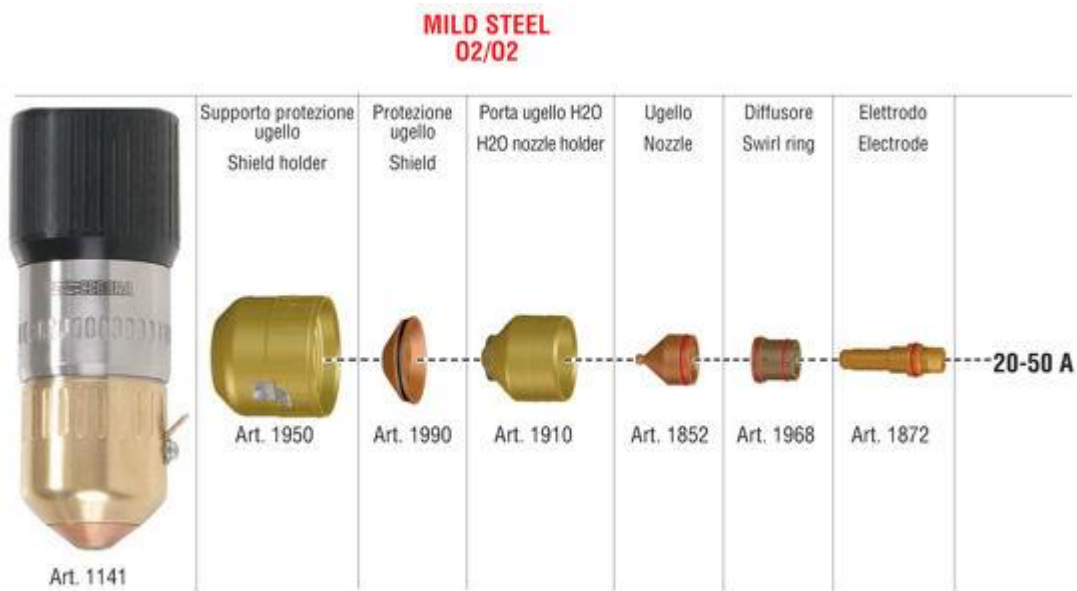 MILD STEEL
O2/O2
Supporto protezione
ugello
Shield holder
Protezione
ugello
Shield
Porta ugello H2O
H2O nozzle holder
Ugello
Nozzle
Diffusore
Swirl ring
Elettrodo
Electrode
20-50 A
Art. 1950
Art. 1990
Art. 1910
Art. 1852
Art. 1968
Art. 1872
Art. 1141